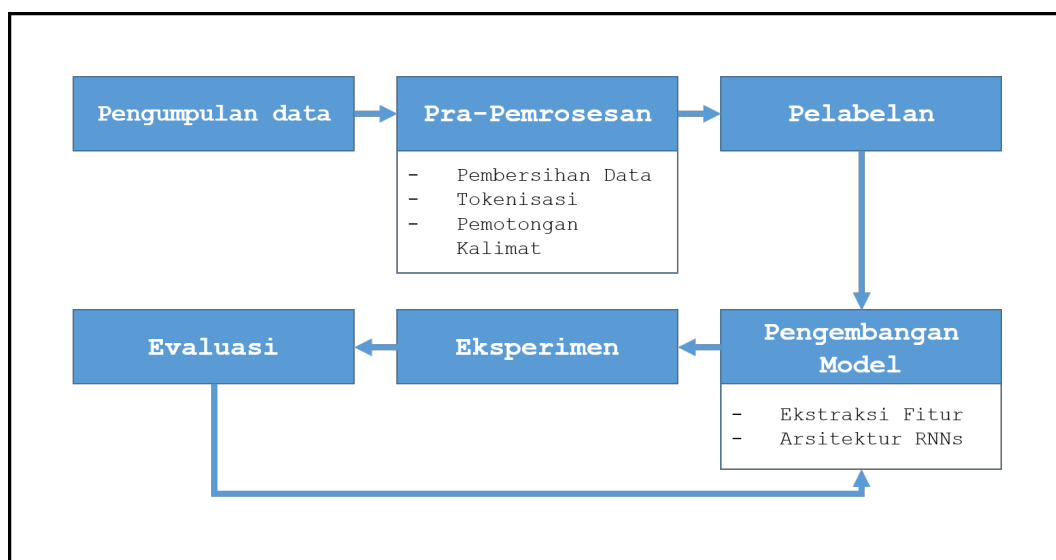 Pengumpulan data
Pra-Pemrosesan
- Pembersihan Data
- Tokenisasi
- Pemotongan
Kalimat
Pelabelan
Pengembangan
Model
- Ekstraksi Fitur
- Arsitektur RNNs
Eksperimen
Evaluasi